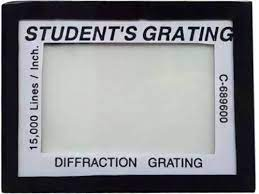 STUDENT'S GRATING
15,000 Lines / Inch.
C-689600
DIFFRACTION GRATING